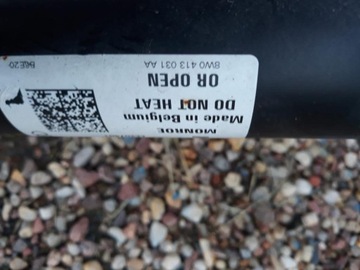 MONROE
Made in Belgium
DO NOT HEAT
OR OPEN
8W0 413 031 AA